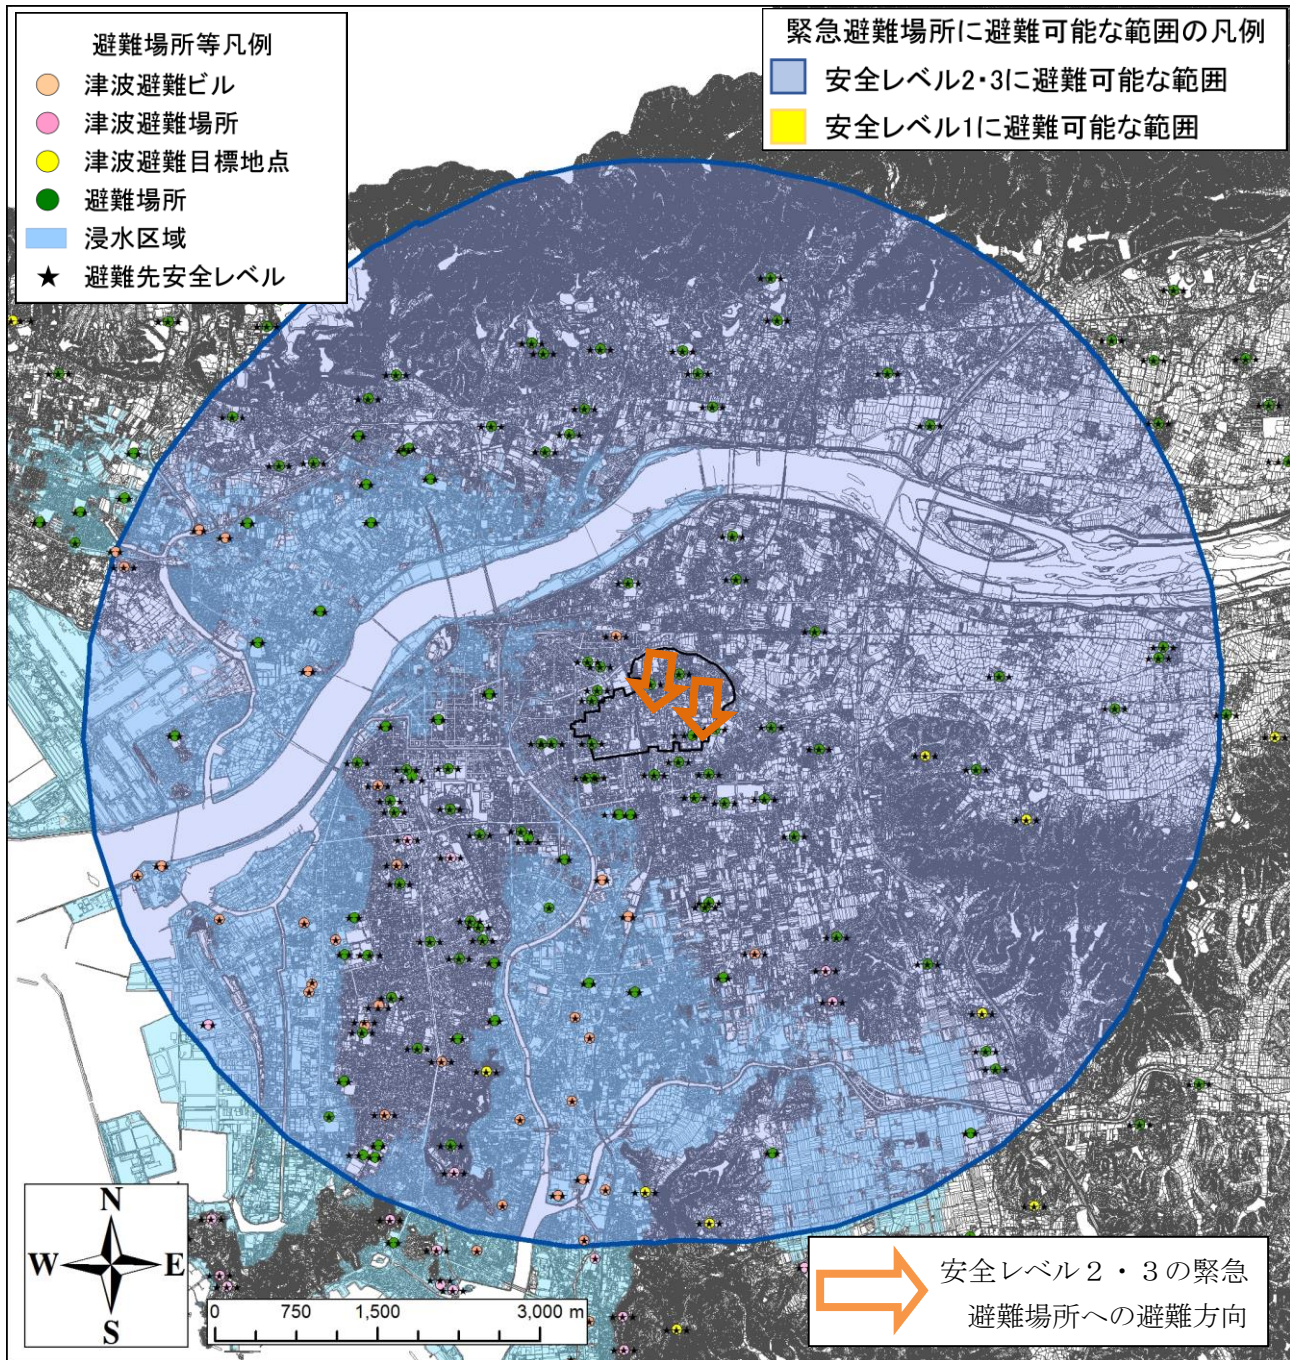 避難場所等凡例
津波避難ビル
津波避難場所
津波避難目標地点
避難場所
浸水区域
避難先安全レベル
緊急避難場所に避難可能な範囲の凡例
安全レベル2・3に避難可能な範囲
安全レベル1に避難可能な範囲
N
W E
S
0 750 1,500 3,000 m
安全レベル２・３の緊急
避難場所への避難方向